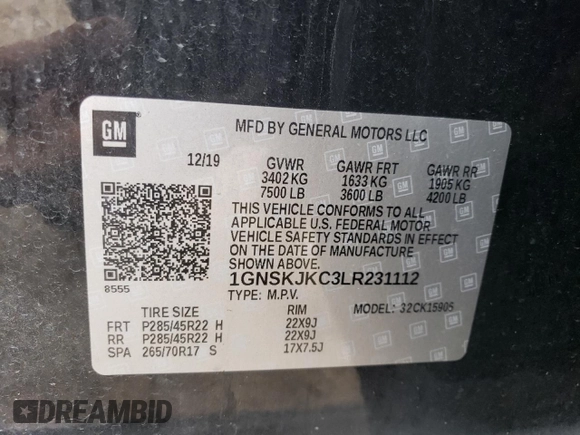 GM
MFD BY GENERAL MOTORS LLC
12/19 GVWR GAWR FRT GAWR RR
3402 KG 1633 KG 1905 KG
7500 LB 3600 LB 4200 LB
THIS VEHICLE CONFORMS TO ALL
APPLICABLE U.S. FEDERAL MOTOR
VEHICLE SAFETY STANDARDS IN EFFECT
ON THE DATE OF MANUFACTURE
SHOWN ABOVE.
8555 1GNSKJKC3LR231112
TYPE: M.P.V. MODEL: 32CK15905
TIRE SIZE RIM
FRT P285/45R22 H 22X9J
RR P285/45R22 H 22X9J
SPA 265/70R17 S 17X7.5J
DREAMBID